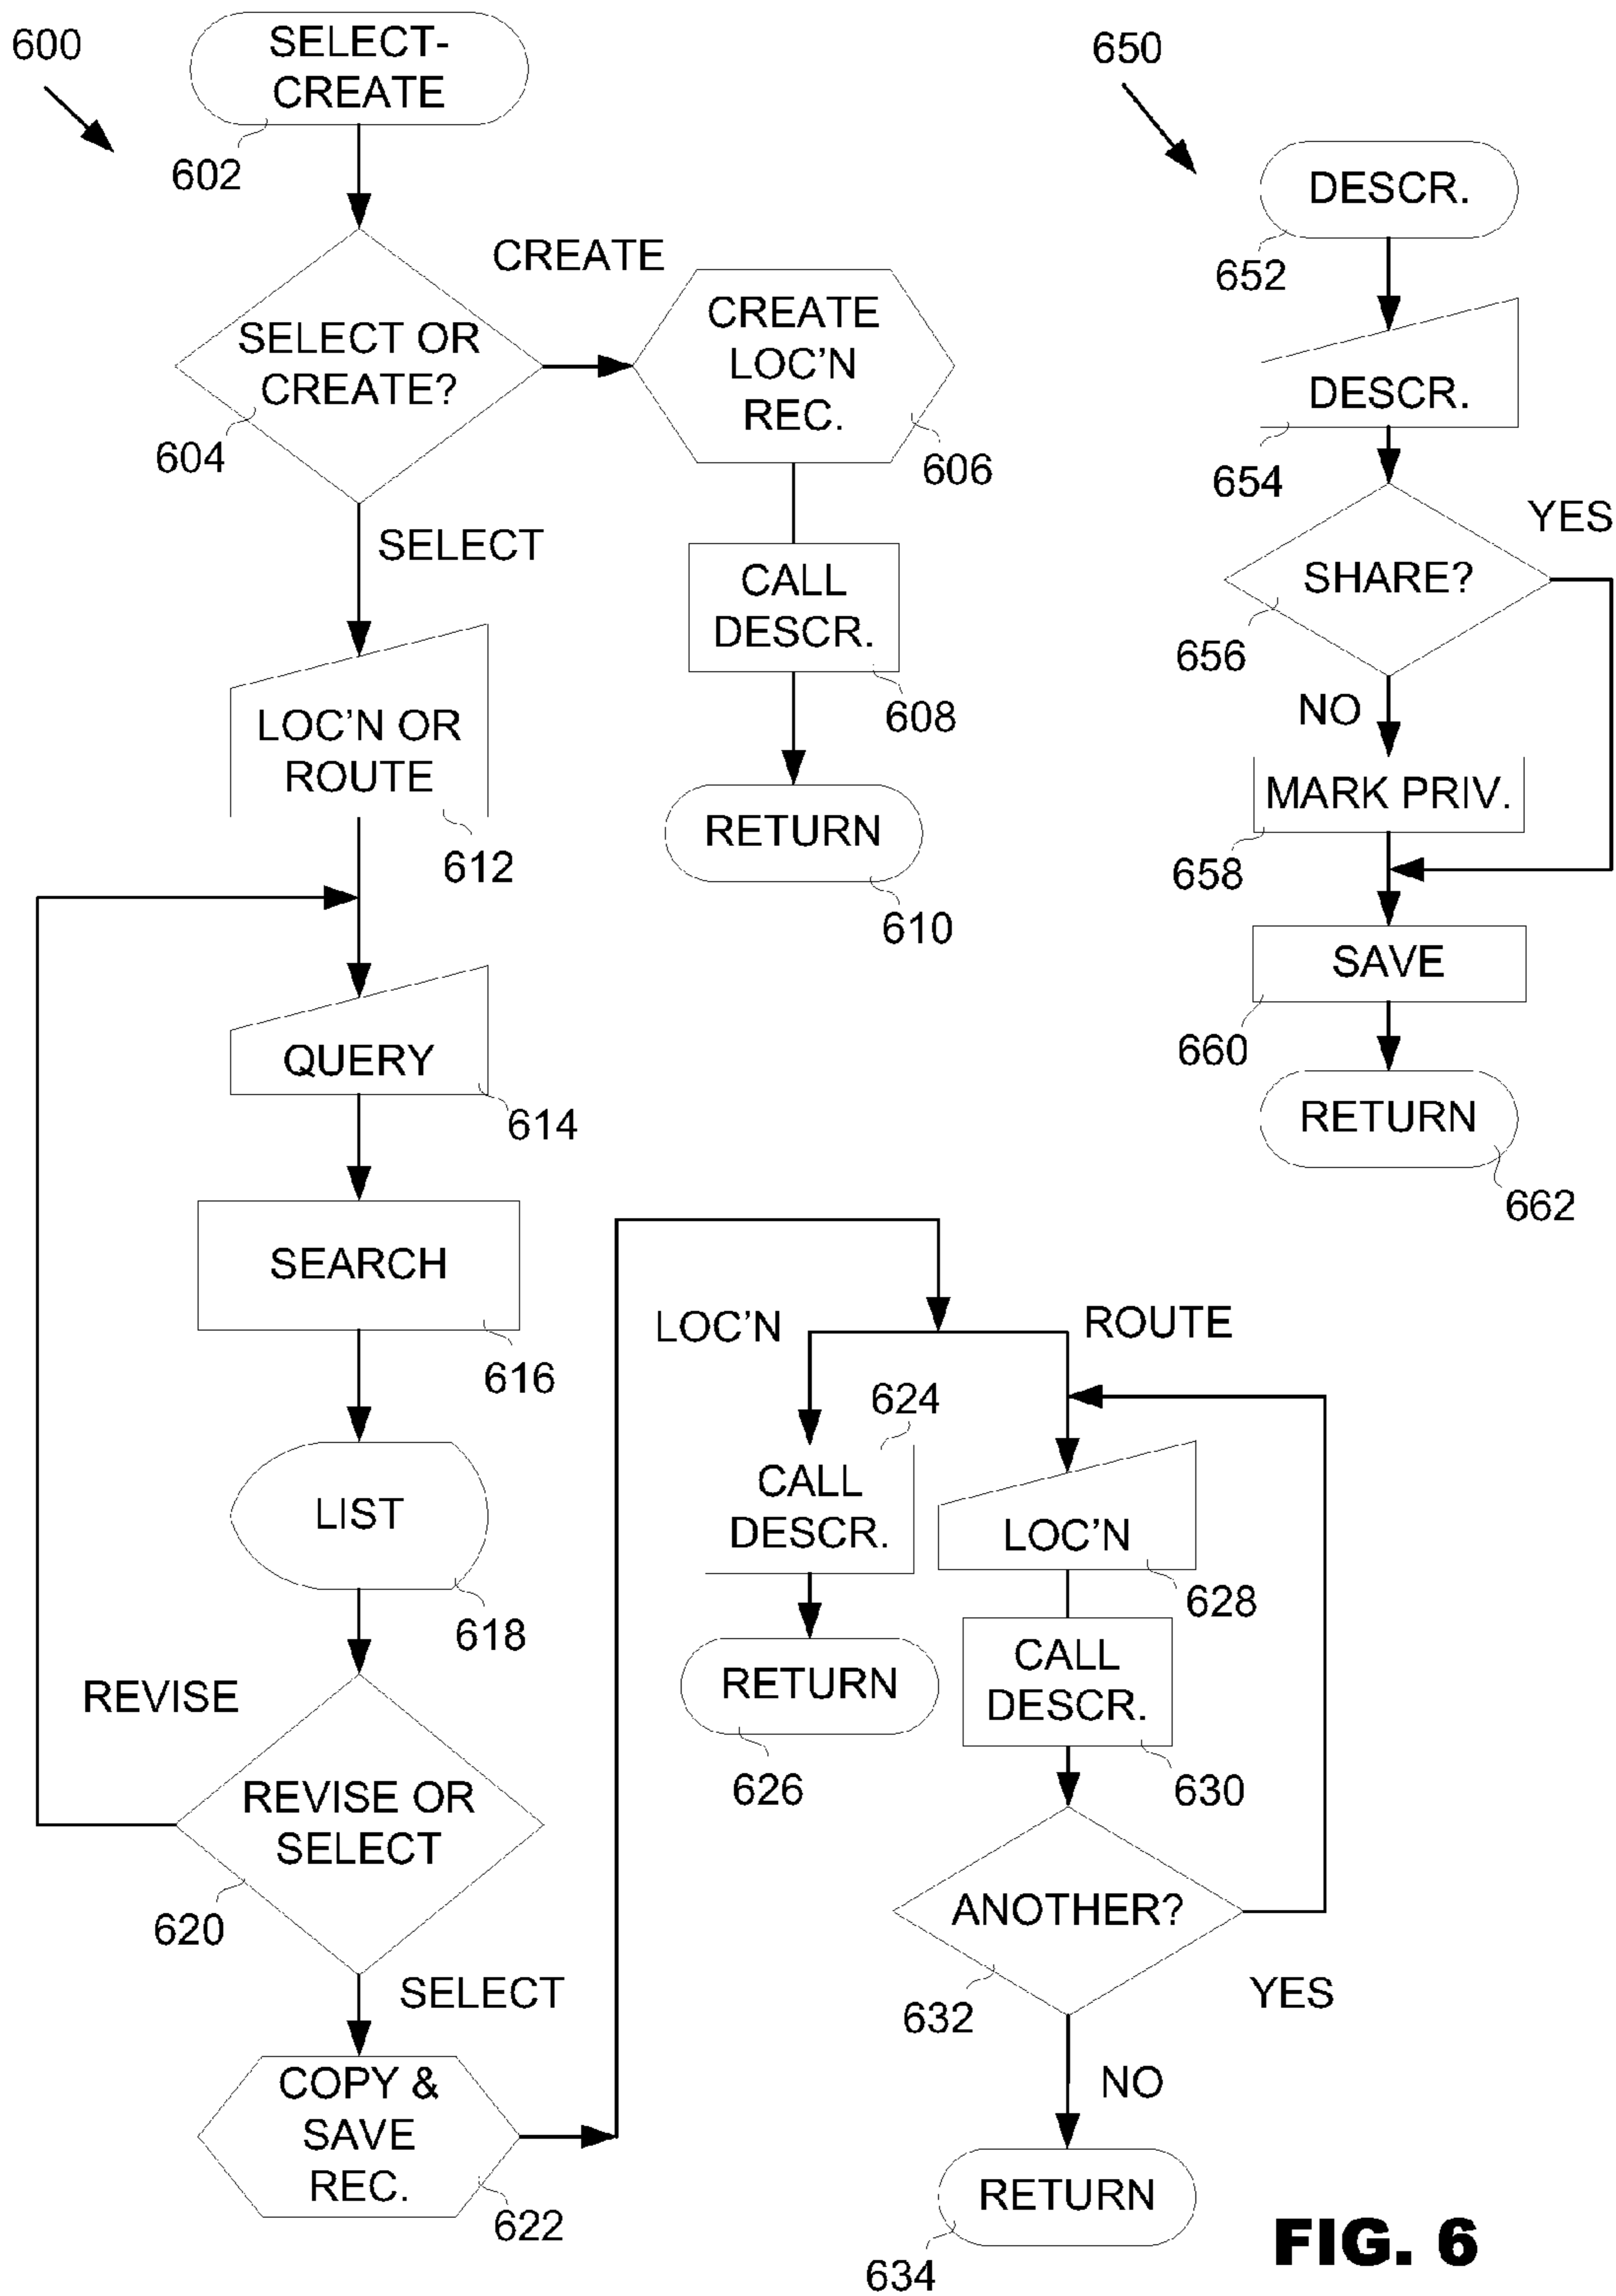 600
SELECT-
CREATE
602
SELECT OR
CREATE?
604
CREATE
CREATE
LOC'N
REC.
606
CALL
DESCR.
608
RETURN
610
SELECT
LOC'N OR
ROUTE
612
QUERY
614
SEARCH
616
LIST
618
REVISE
REVISE OR
SELECT
620
SELECT
COPY &
SAVE
REC.
622
LOC'N
ROUTE
624
CALL
DESCR.
RETURN
626
LOC'N
628
CALL
DESCR.
630
ANOTHER?
632
YES
NO
RETURN
634
650
DESCR.
652
DESCR.
654
SHARE?
656
YES
NO
MARK PRIV.
658
SAVE
660
RETURN
662
FIG. 6